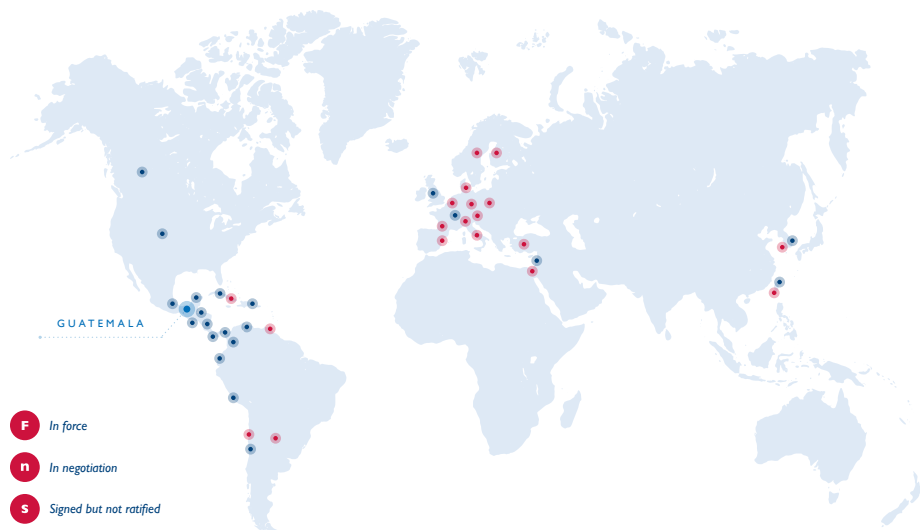 GUATEMALA
F In force
n In negotiation
S Signed but not ratified